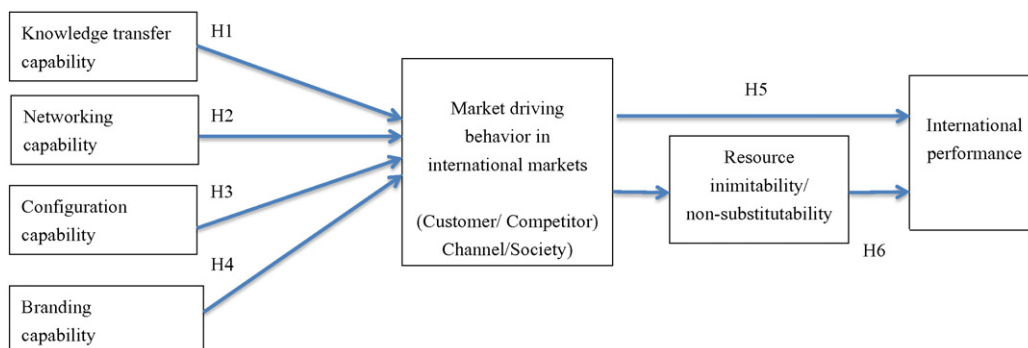 Knowledge transfer
capability
H1
Networking
capability
H2
Configuration
capability
H3
Branding
capability
H4
Market driving
behavior in
international markets
(Customer/ Competitor)
Channel/Society)
H5
Resource
inimitability/
non-substitutability
H6
International
performance